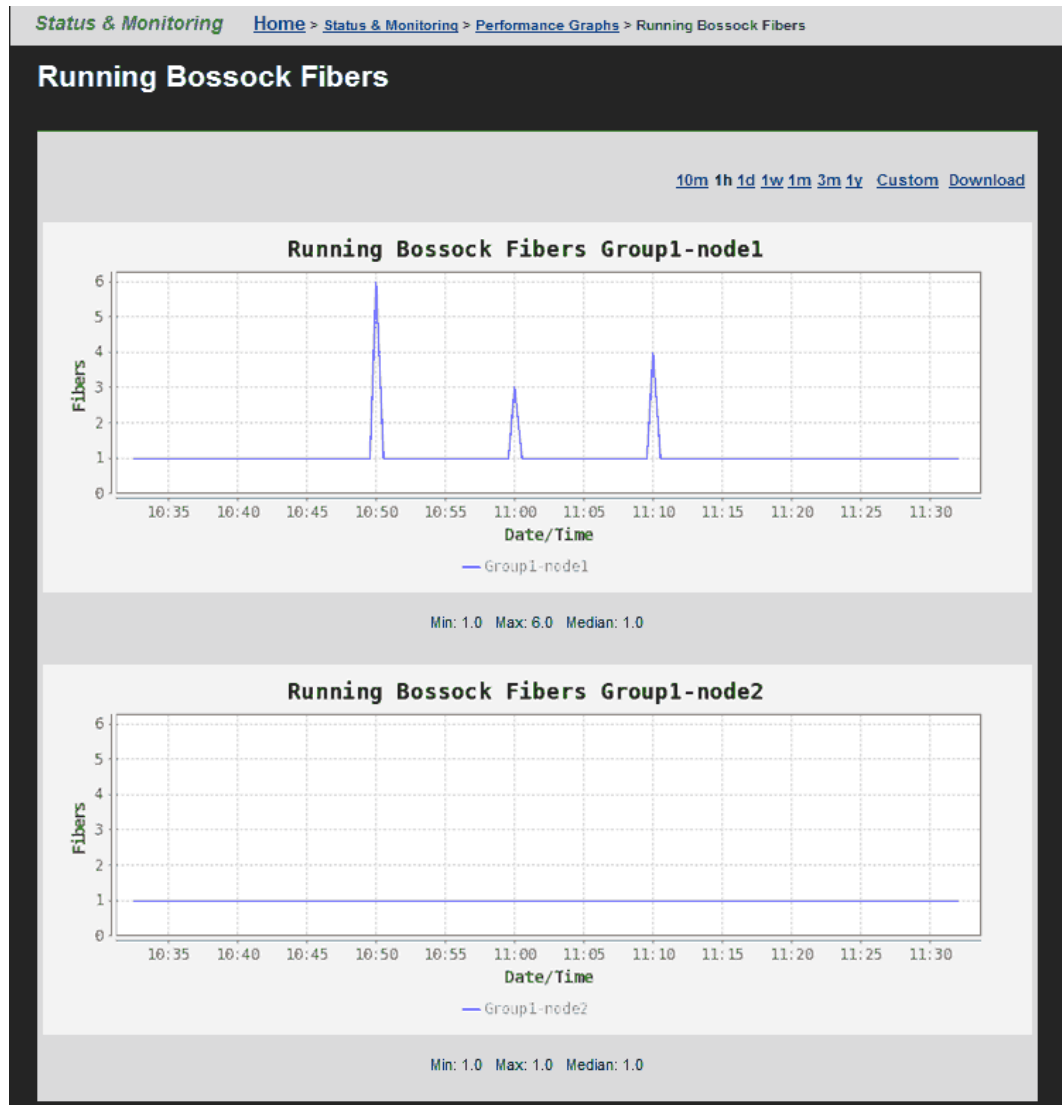 Status & Monitoring Home > Status & Monitoring > Performance Graphs > Running Bossock Fibers
Running Bossock Fibers
10m 1h 1d 1w 1m 3m 1y Custom Download
Running Bossock Fibers Group1-node1
6
5
4
3
2
1
0
Fibers
10:35 10:40 10:45 10:50 10:55 11:00 11:05 11:10 11:15 11:20 11:25 11:30
Date/Time
Group1-node1
Min: 1.0 Max: 6.0 Median: 1.0
Running Bossock Fibers Group1-node2
6
5
4
3
2
1
0
Fibers
10:35 10:40 10:45 10:50 10:55 11:00 11:05 11:10 11:15 11:20 11:25 11:30
Date/Time
Group1-node2
Min: 1.0 Max: 1.0 Median: 1.0